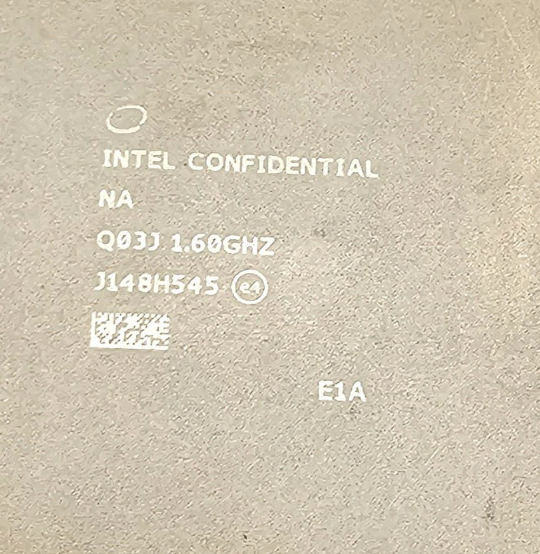 INTEL CONFIDENTIAL
NA
Q03J 1.60GHZ
J148H545 e4
E1A